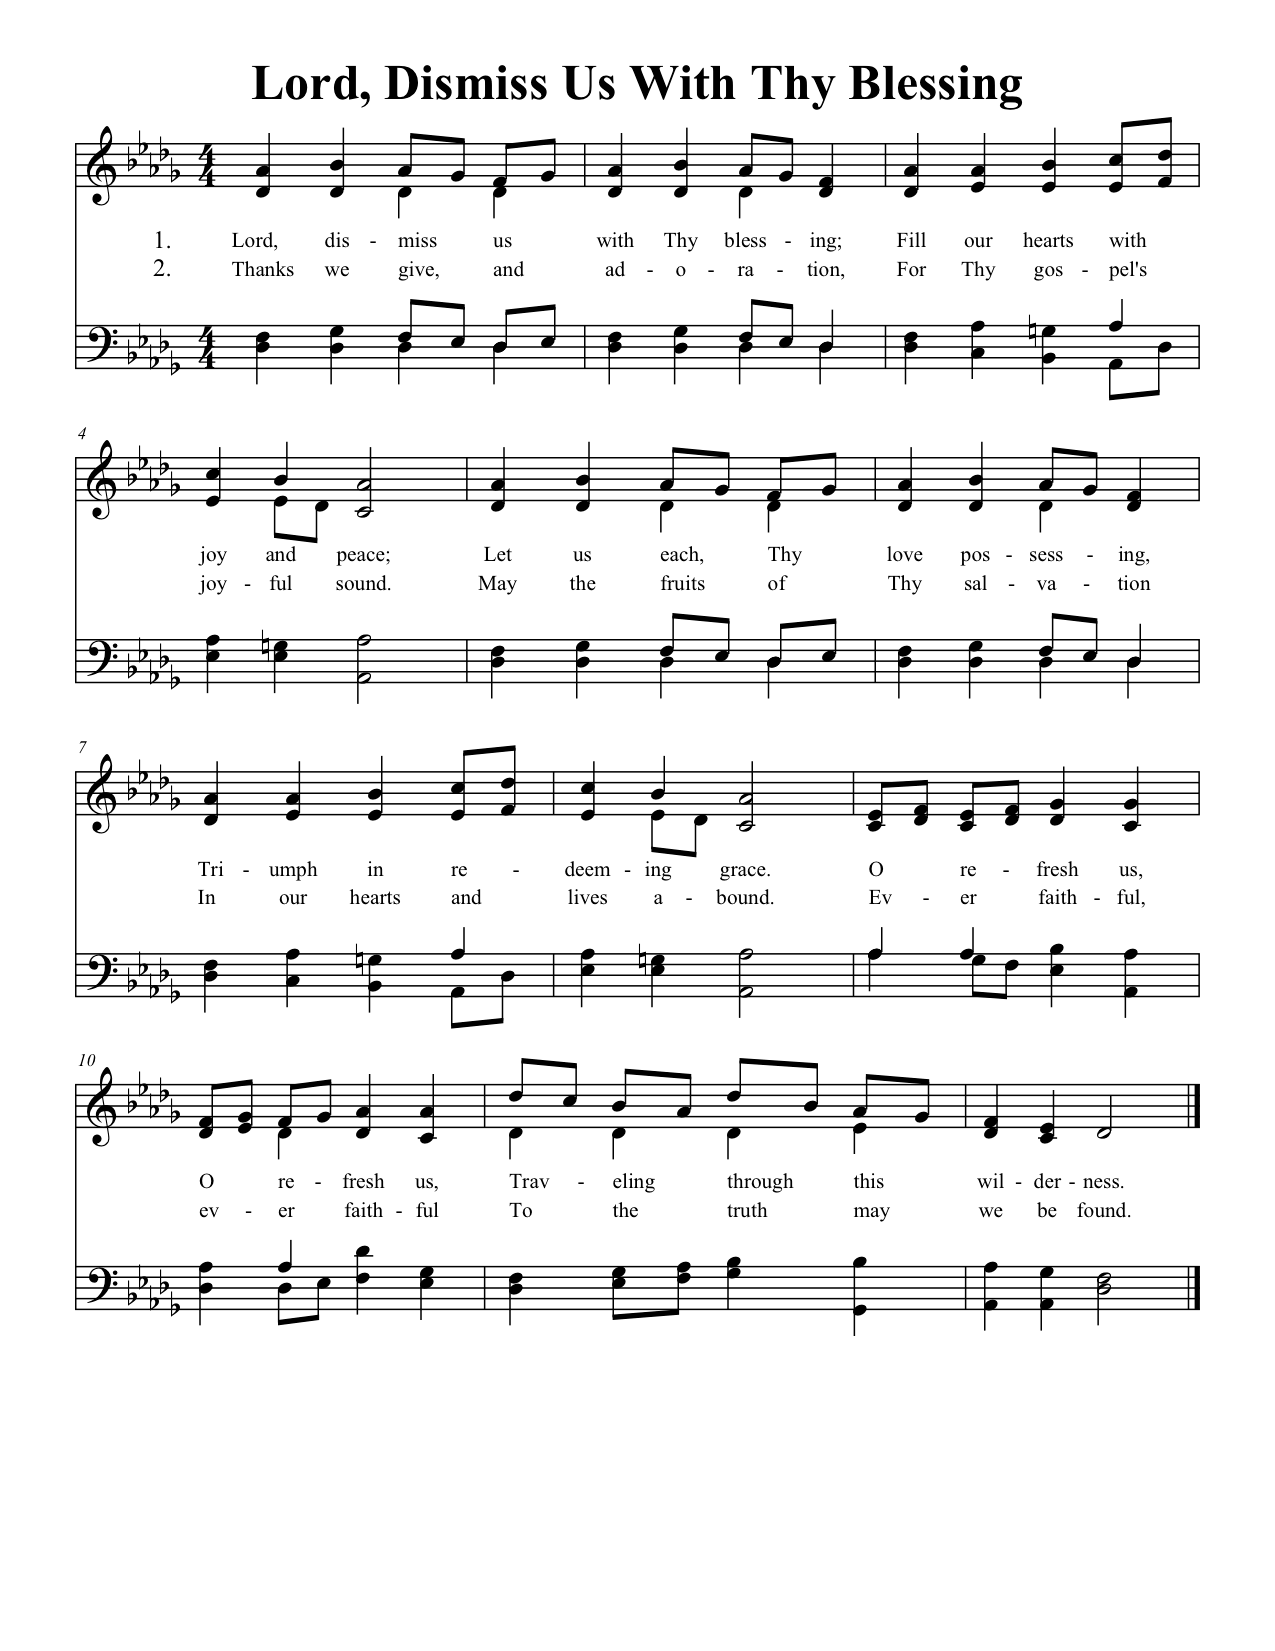 Lord, Dismiss Us With Thy Blessing
4
4
1. Lord, dis - miss us with Thy bless - ing; Fill our hearts with
2. Thanks we give, and ad - o - ra - tion, For Thy gos - pel's
4
4
4
joy and peace; Let us each, Thy love pos - sess - ing,
joy - ful sound. May the fruits of Thy sal - va - tion
7
Tri - umph in re - deem - ing grace. O re - fresh us,
In our hearts and lives a - bound. Ev - er faith - ful,
10
O re - fresh us, Trav - eling through this wil - der - ness.
ev - er faith - ful To the truth may we be found.